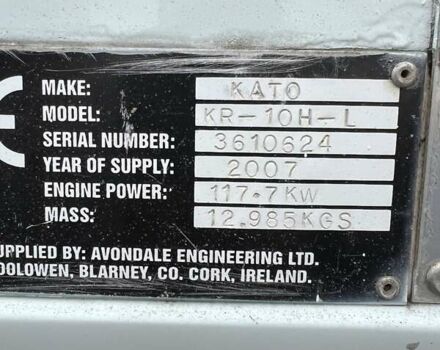 MAKE: KATO
MODEL: KR-10H-L
SERIAL NUMBER: 3610624
YEAR OF SUPPLY: 2007
ENGINE POWER: 117.7KW
MASS: 12.985KGS
UPPLIED BY: AVONDALE ENGINEERING LTD.
OOLOWEN, BLARNEY, CO. CORK, IRELAND.